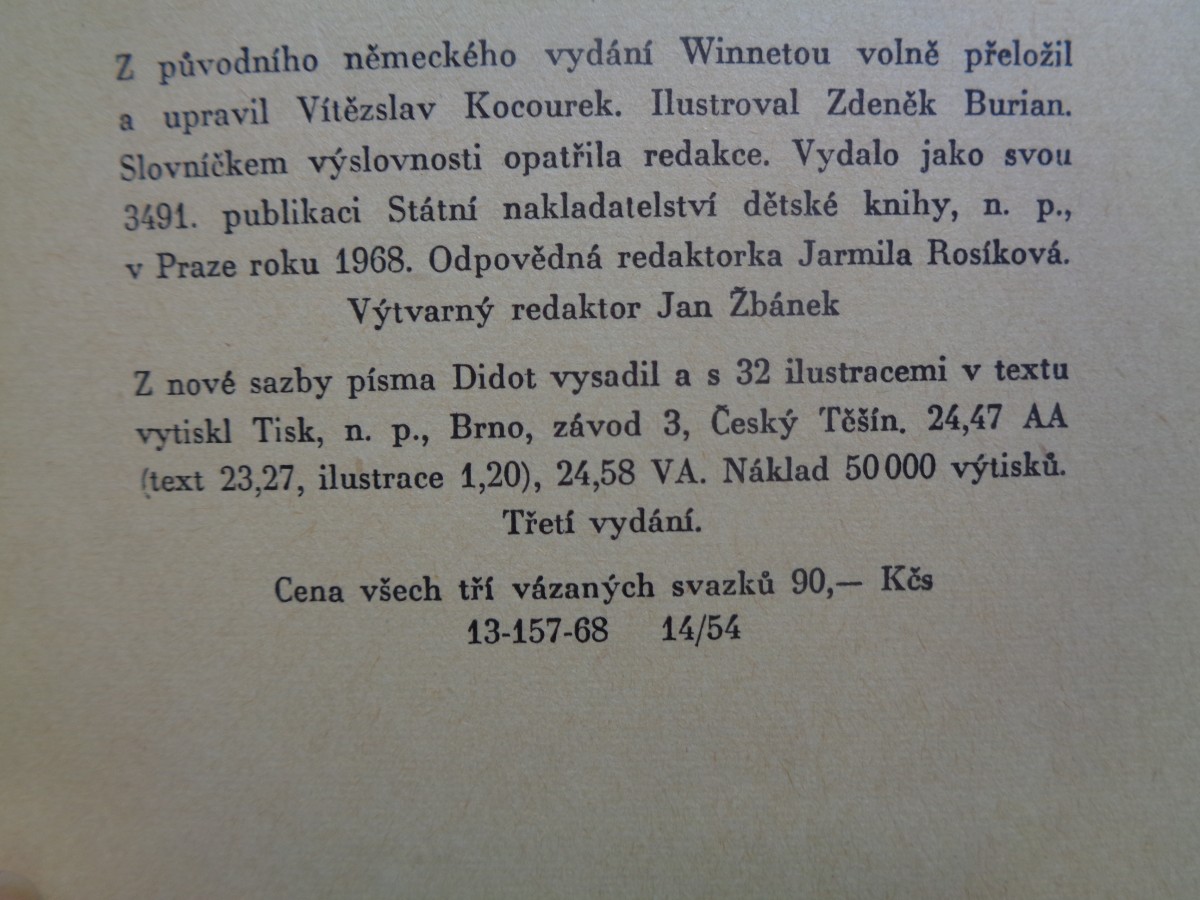 Z původního německého vydání Winnetou volně přeložil
a upravil Vítězslav Kocourek. Ilustroval Zdeněk Burian.
Slovníčkem výslovnosti opatřila redakce. Vydalo jako svou
3491. publikaci Státní nakladatelství dětské knihy, n. p.,
v Praze roku 1968. Odpovědná redaktorka Jarmila Rosíková.
Výtvarný redaktor Jan Žbánek
Z nové sazby písma Didot vysadil a s 32 ilustracemi v textu
vytiskl Tisk, n. p., Brno, závod 3, Český Těšín. 24,47 AA
(text 23,27, ilustrace 1,20), 24,58 VA. Náklad 50 000 výtisků.
Třetí vydání.
Cena všech tří vázaných svazků 90,— Kčs
13-157-68 14/54